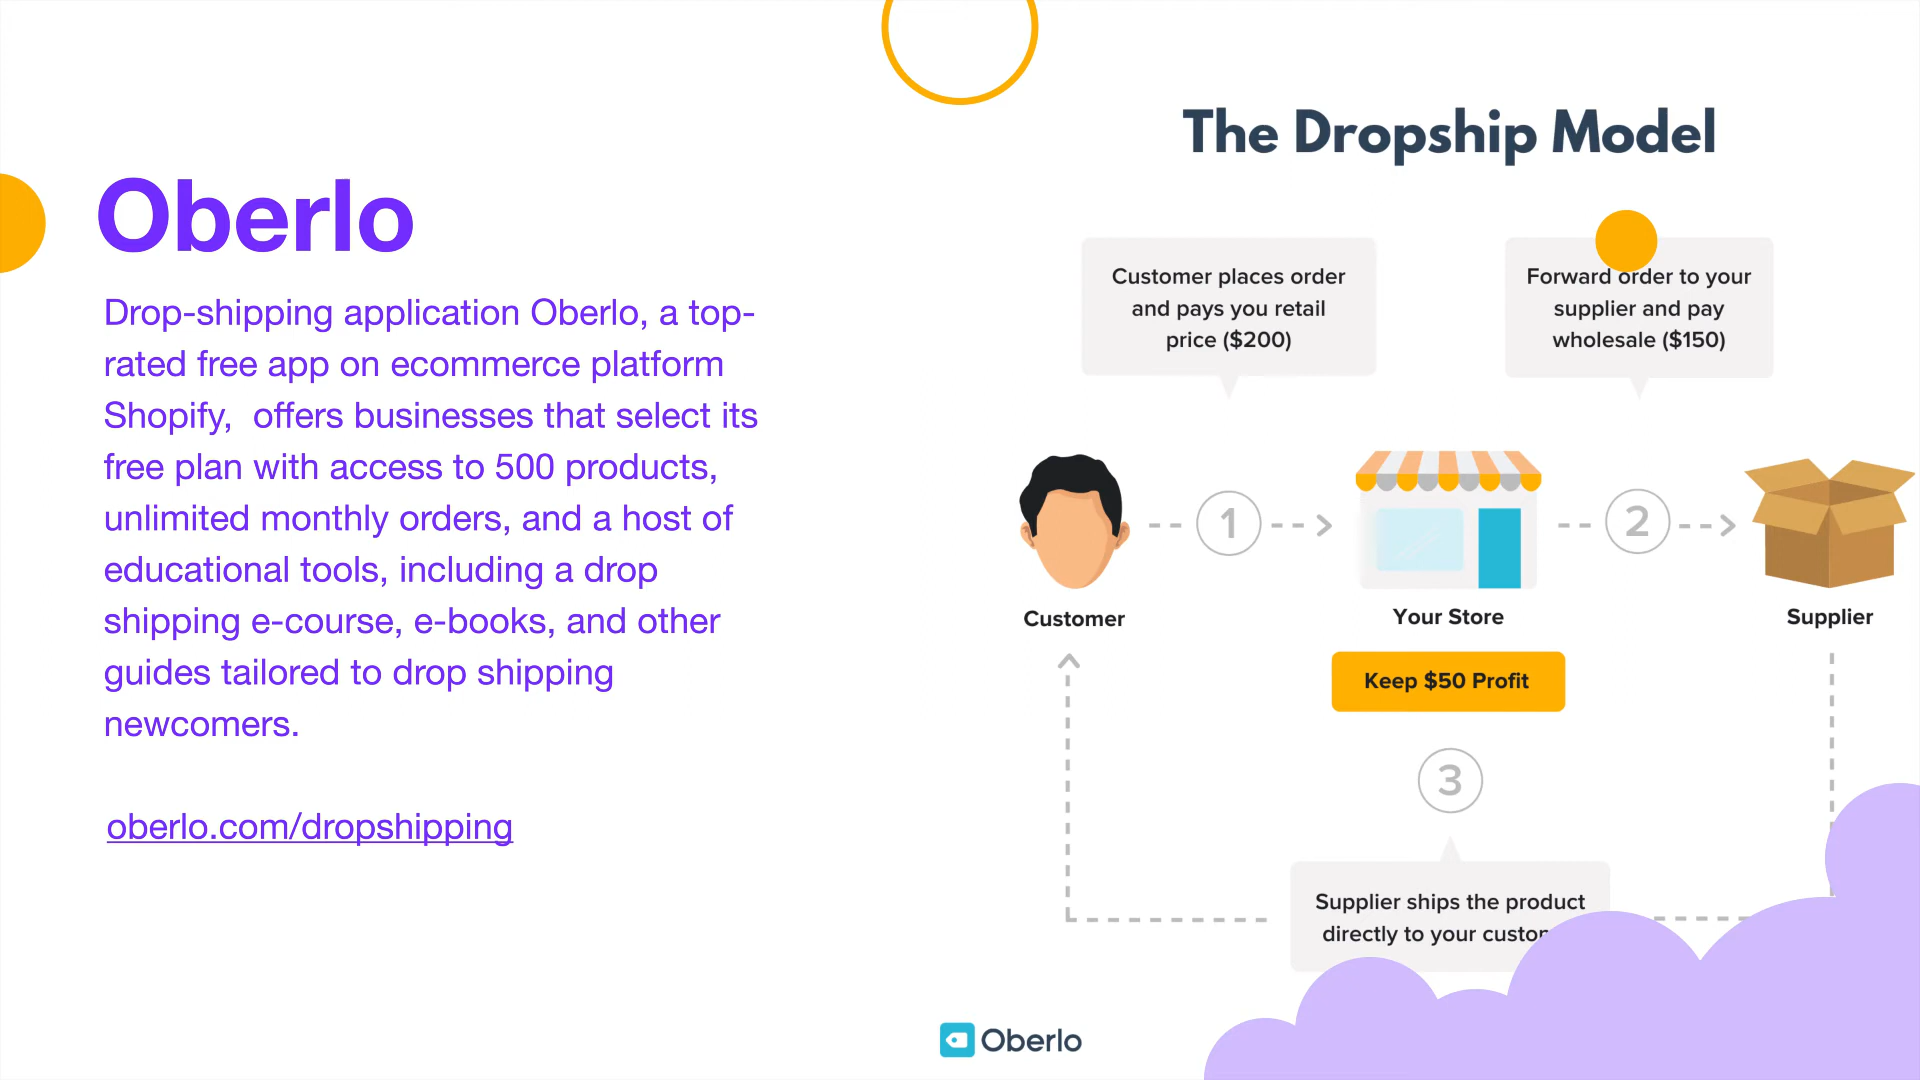 The Dropship Model
Oberlo
Drop-shipping application Oberlo, a top-
rated free app on ecommerce platform
Shopify,  offers businesses that select its
free plan with access to 500 products,
unlimited monthly orders, and a host of
educational tools, including a drop
shipping e-course, e-books, and other
guides tailored to drop shipping
newcomers.
oberlo.com/dropshipping
Customer places order
and pays you retail
price ($200)
Forward order to your
supplier and pay
wholesale ($150)
1
2
Customer
Your Store
Supplier
Keep $50 Profit
3
Supplier ships the product
directly to your
Oberlo